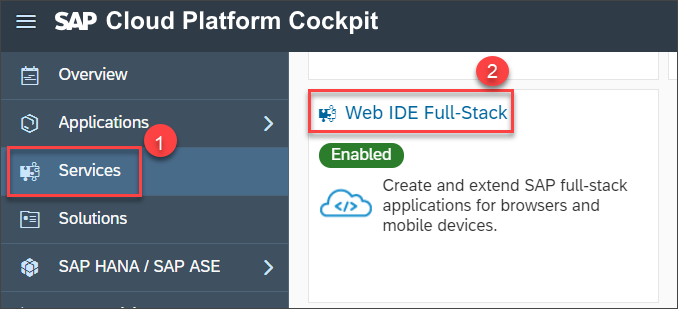 SAP Cloud Platform Cockpit
Overview
Applications
1
Services
Solutions
SAP HANA / SAP ASE
2
Web IDE Full-Stack
Enabled
Create and extend SAP full-stack
applications for browsers and
mobile devices.